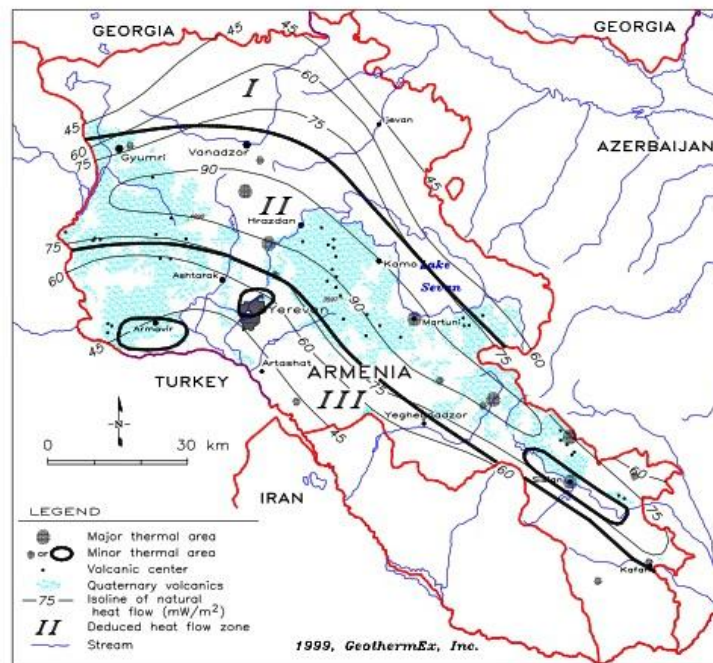 GEORGIA
GEORGIA
45
60
75
I
Ijevan
45
AZERBAIJAN
45
60
75
Gyumri
Vanadzor
90
II
Hrazdan
Kamo
Lake
Sevan
75
60
Ashtarak
Yerevan
90
Martuni
75
60
45
Armavir
60
Artashat
ARMENIA
75
III
TURKEY
Yeghegnadzor
45
60
-N-
0
30 km
IRAN
Sisian
75
Kafan
LEGEND
Major thermal area
or
Minor thermal area
Volcanic center
Quaternary volcanics
75
Isoline of natural
heat flow (mW/m2)
II
Deduced heat flow zone
Stream
1999, GeothermEx, Inc.